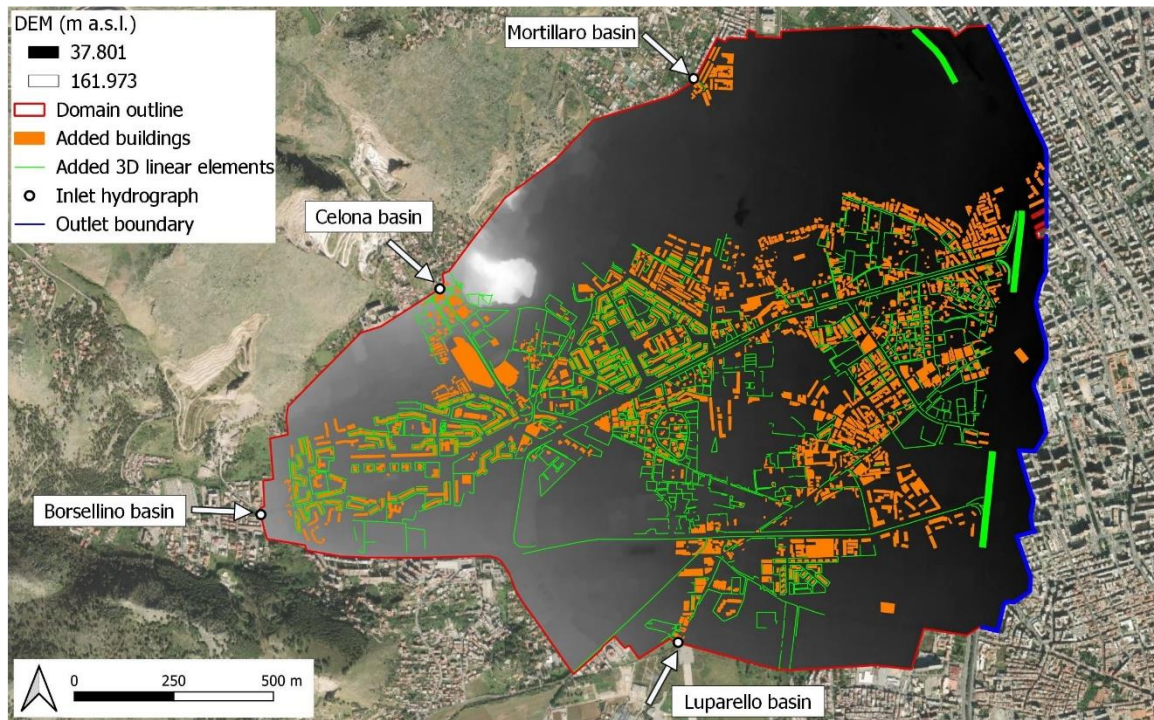 DEM (m a.s.l.)
37.801
161.973
Domain outline
Added buildings
Added 3D linear elements
Inlet hydrograph
Outlet boundary
Mortillaro basin
Celona basin
Borsellino basin
Luparello basin
0 250 500 m